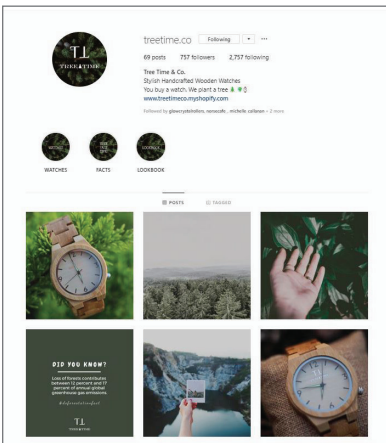 treetime.co Following
69 posts 757 followers 2,757 following
TT
TREE TIME
Tree Time & Co.
Stylish Handcrafted Wooden Watches
You buy a watch. We plant a tree
www.treetimeco.myshopify.com
WATCHES FACTS LOOKBOOK
POSTS TAGGED
DID YOU KNOW?
Loss of forests contributes
between 12 percent and 17
percent of annual global
greenhouse gas emissions
TT
TREE TIME